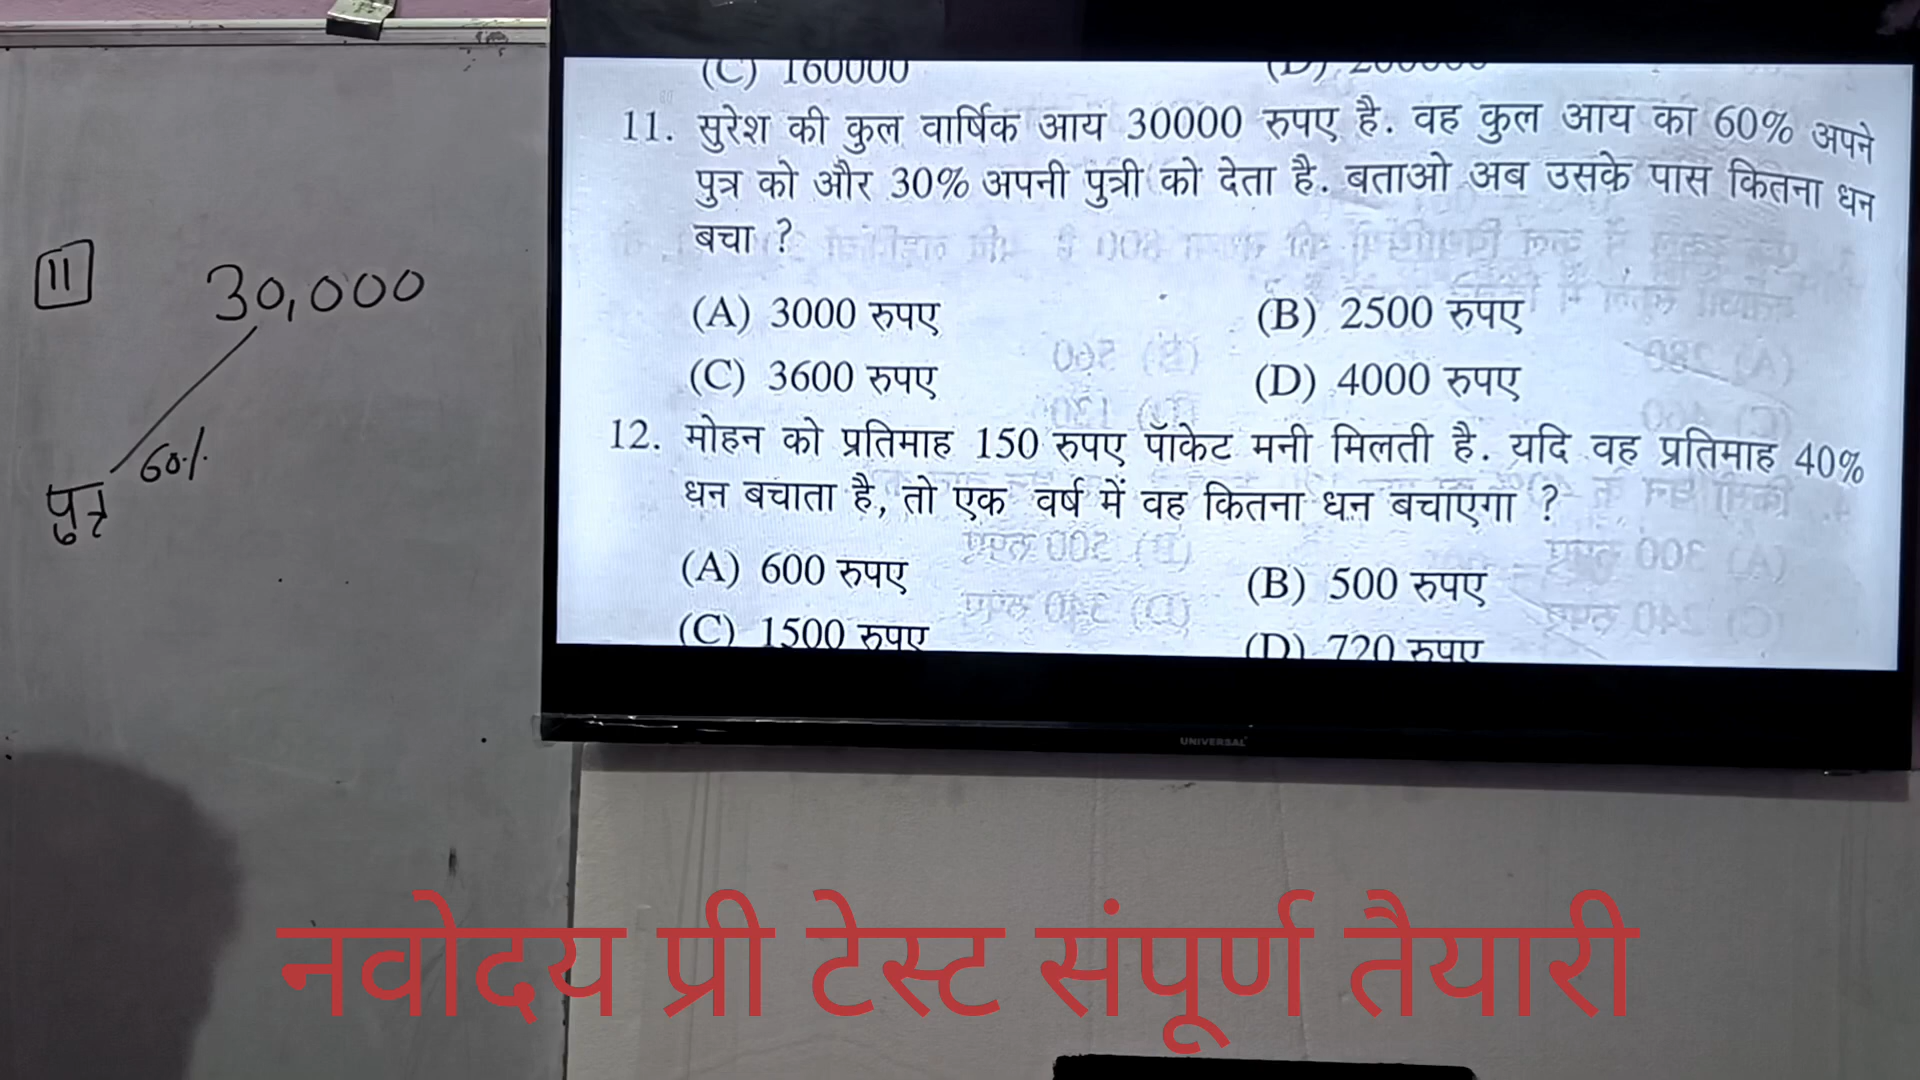 (C) 160000
(D) 200000
11. सुरेश की कुल वार्षिक आय 30000 रुपए है. वह कुल आय का 60% अपने
पुत्र को और 30% अपनी पुत्री को देता है. बताओ अब उसके पास कितना धन
बचा ?
(A) 3000 रुपए
(B) 2500 रुपए
(C) 3600 रुपए
(D) 4000 रुपए
12. मोहन को प्रतिमाह 150 रुपए पॉकेट मनी मिलती है. यदि वह प्रतिमाह 40%
धन बचाता है, तो एक वर्ष में वह कितना धन बचाएगा ?
(A) 600 रुपए
(B) 500 रुपए
(C) 1500 रुपए
(D) 720 रुपए
11
30,000
60%
पुत्र
UNIVERSAL
नवोदय प्री टेस्ट संपूर्ण तैयारी